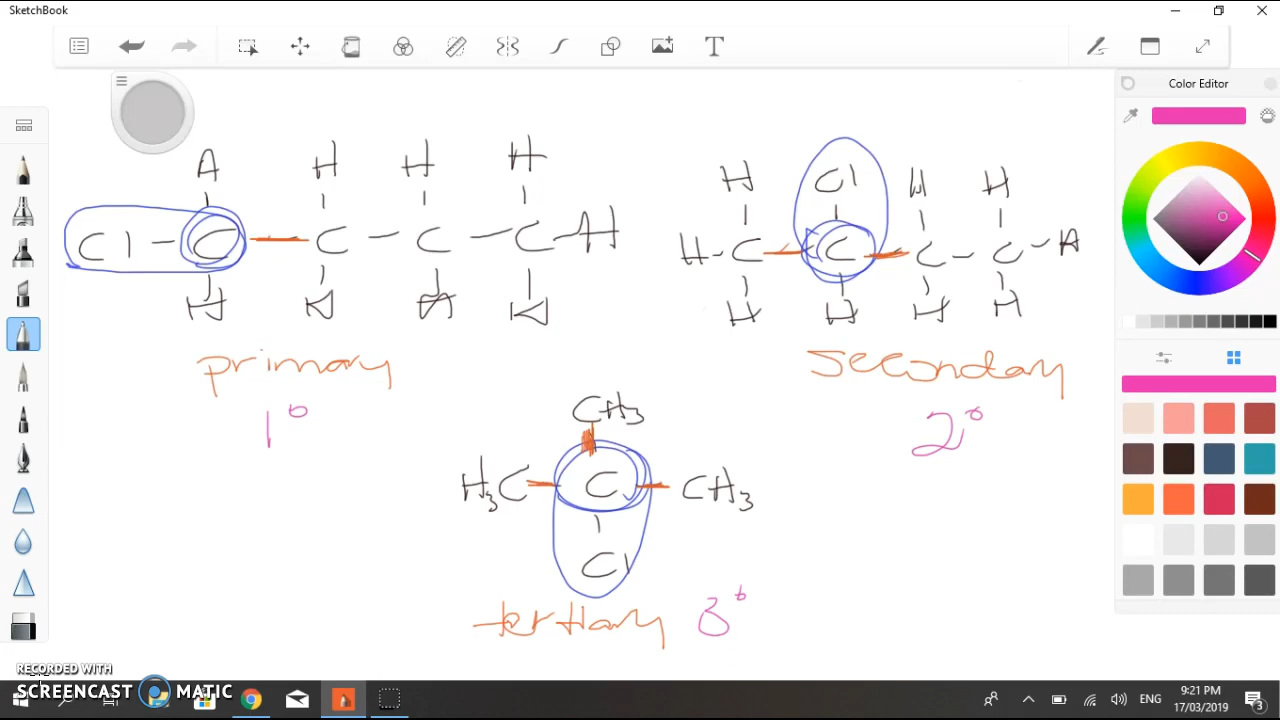 SketchBook
Color Editor
H H H H
Cl – C – C – C – C – H
H H H H
primary
1°
H Cl H H
H – C – C – C – C – H
H H H H
secondary
2°
CH3
H3C – C – CH3
Cl
tertiary 3°
RECORDED WITH
SCREENCAST MATIC
ENG
9:21 PM
17/03/2019
3